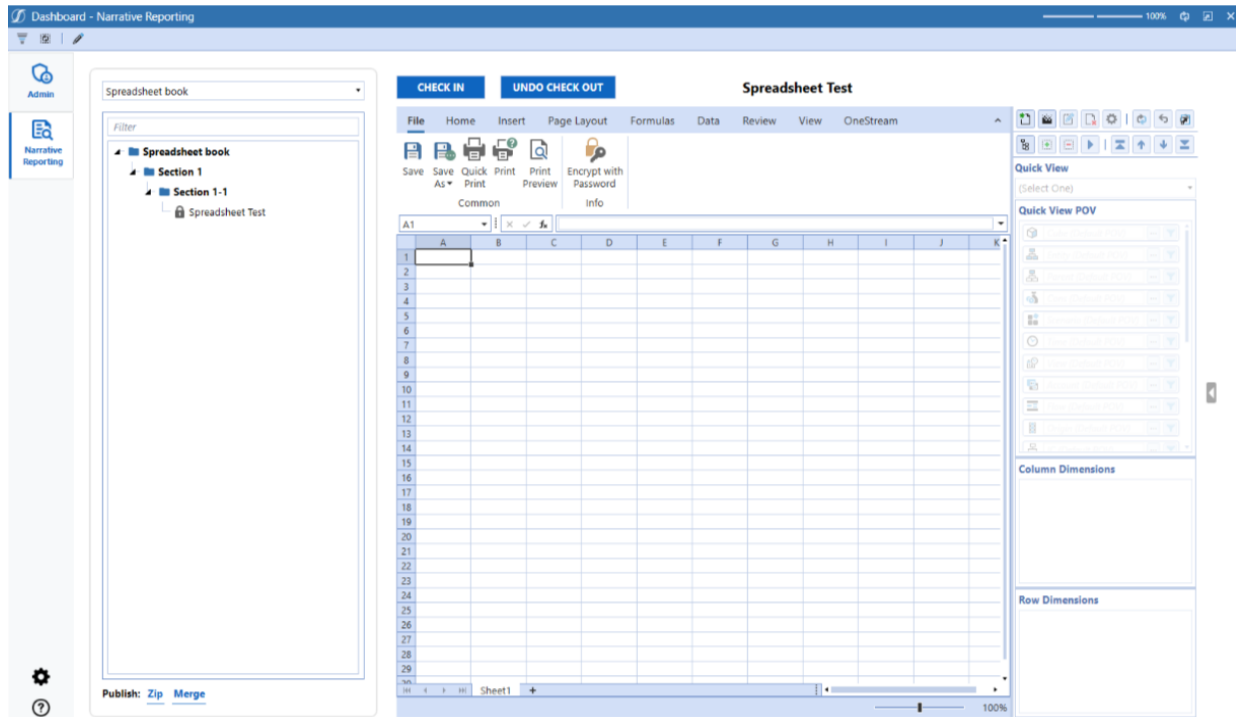 Dashboard - Narrative Reporting
100%
Admin
Narrative
Reporting
Spreadsheet book
Filter
Spreadsheet book
Section 1
Section 1-1
Spreadsheet Test
Publish: Zip Merge
CHECK IN UNDO CHECK OUT Spreadsheet Test
File Home Insert Page Layout Formulas Data Review View OneStream
Save Save As Quick Print Print Print Preview Encrypt with Password
Common Info
A1 fx
A B C D E F G H I J K
1
2
3
4
5
6
7
8
9
10
11
12
13
14
15
16
17
18
19
20
21
22
23
24
25
26
27
28
29
30
Sheet1 +
100%
Quick View
(Select One)
Quick View POV
Column Dimensions
Row Dimensions